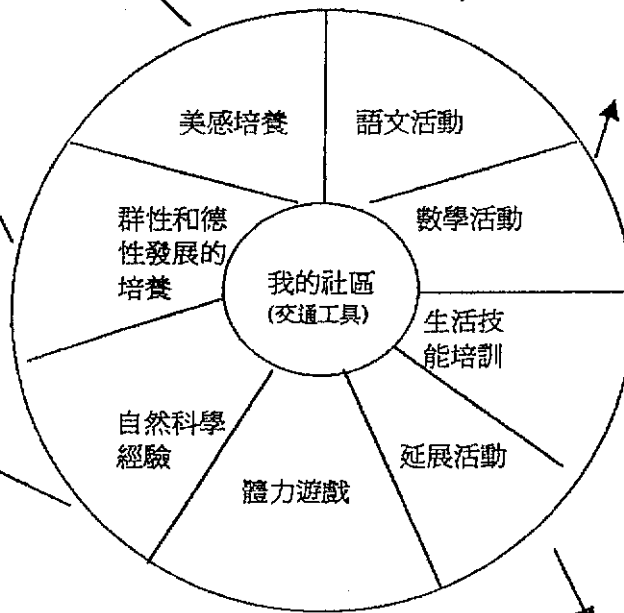 美感培養
語文活動
群性和德
性發展的
培養
數學活動
我的社區
(交通工具)
生活技
能培訓
自然科學
經驗
延展活動
體力遊戲